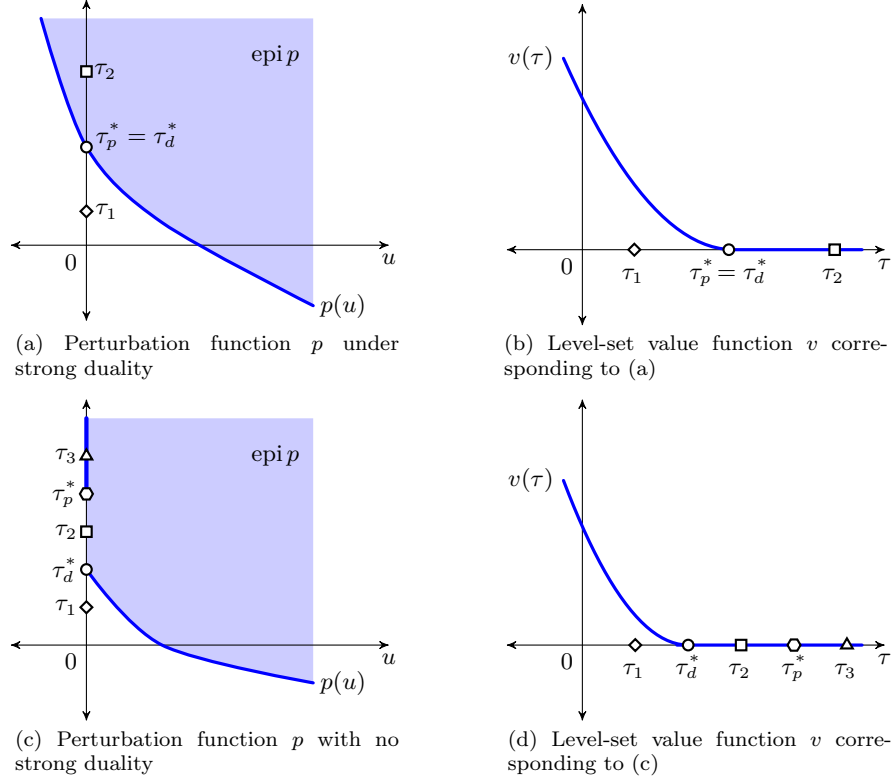 epi p
τ2
τ*p = τ*d
τ1
0
u
p(u)
(a) Perturbation function p under
strong duality
v(τ)
0
τ1
τ*p = τ*d
τ2
τ
(b) Level-set value function v corre-
sponding to (a)
epi p
τ3
τ*p
τ2
τ*d
τ1
0
u
p(u)
(c) Perturbation function p with no
strong duality
v(τ)
0
τ1
τ*d
τ2
τ*p
τ3
τ
(d) Level-set value function v corre-
sponding to (c)